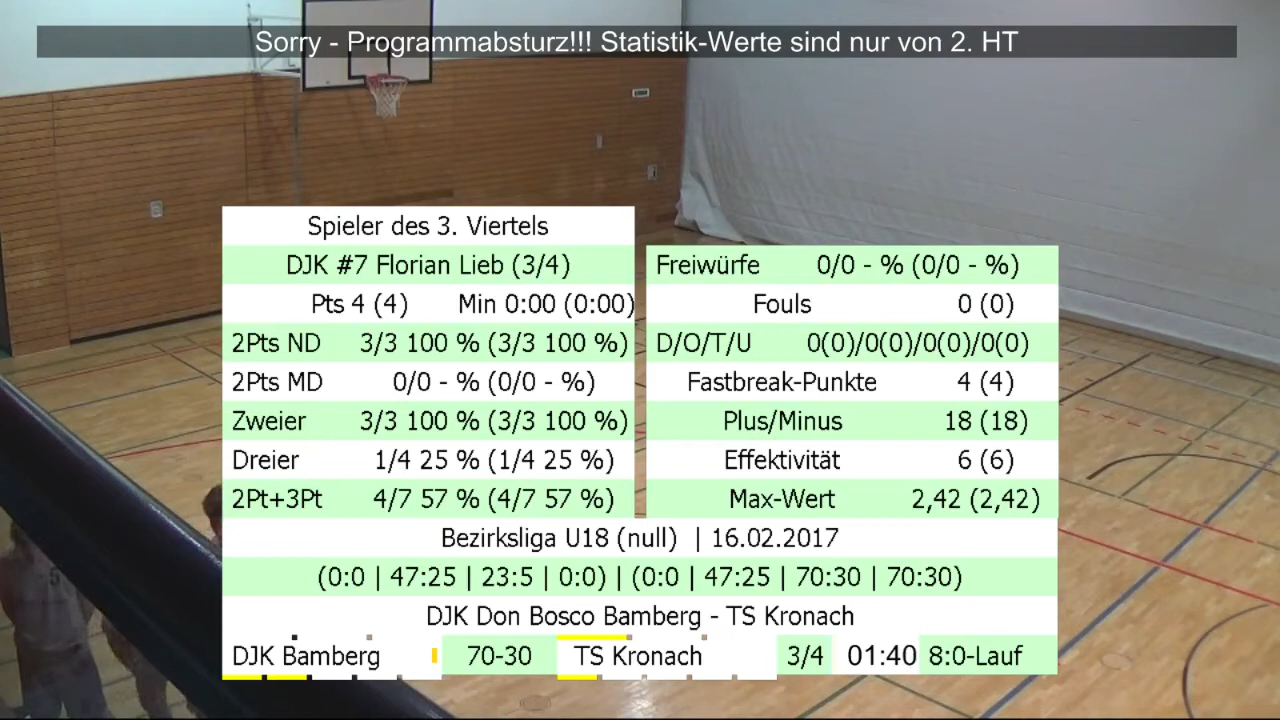 Sorry - Programmabsturz!!! Statistik-Werte sind nur von 2. HT
Spieler des 3. Viertels
DJK #7 Florian Lieb (3/4)
Pts 4 (4) Min 0:00 (0:00)
2Pts ND 3/3 100 % (3/3 100 %)
2Pts MD 0/0 - % (0/0 - %)
Zweier 3/3 100 % (3/3 100 %)
Dreier 1/4 25 % (1/4 25 %)
2Pt+3Pt 4/7 57 % (4/7 57 %)
Freiwürfe 0/0 - % (0/0 - %)
Fouls 0 (0)
D/O/T/U 0(0)/0(0)/0(0)/0(0)
Fastbreak-Punkte 4 (4)
Plus/Minus 18 (18)
Effektivität 6 (6)
Max-Wert 2,42 (2,42)
Bezirksliga U18 (null) | 16.02.2017
(0:0 | 47:25 | 23:5 | 0:0) | (0:0 | 47:25 | 70:30 | 70:30)
DJK Don Bosco Bamberg - TS Kronach
DJK Bamberg 70-30 TS Kronach 3/4 01:40 8:0-Lauf